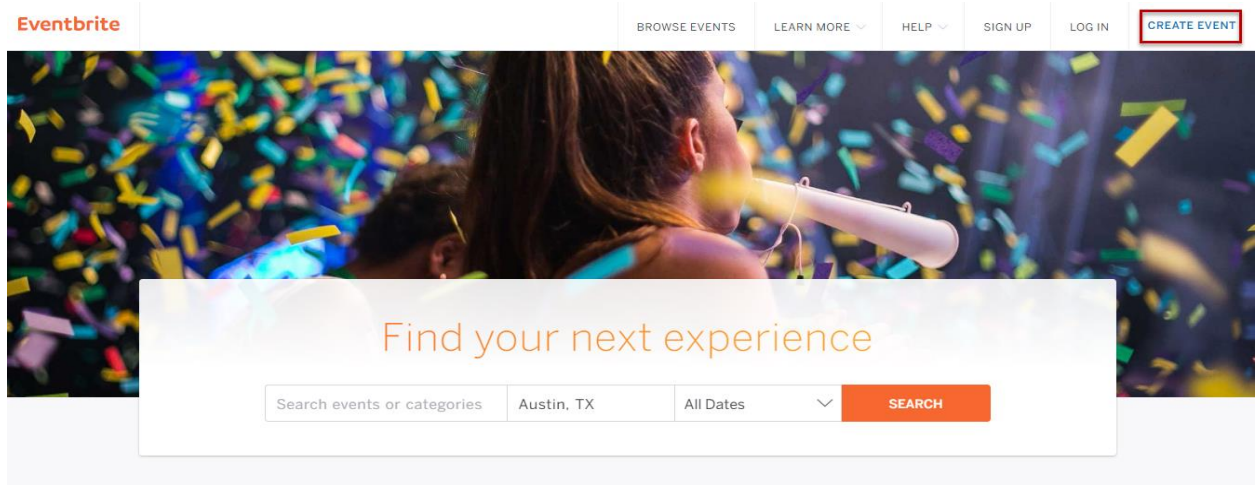 Eventbrite
BROWSE EVENTS LEARN MORE HELP SIGN UP LOG IN CREATE EVENT
Find your next experience
Search events or categories Austin, TX All Dates SEARCH